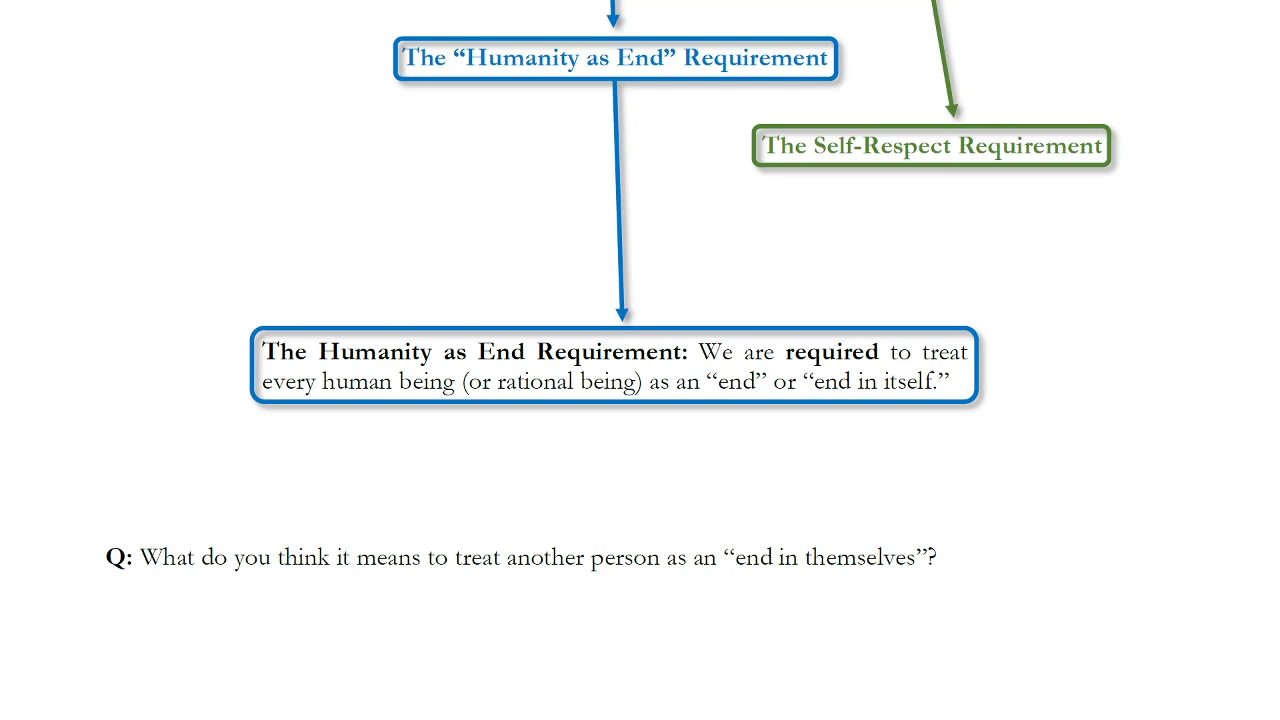 The “Humanity as End” Requirement
The Self-Respect Requirement
The Humanity as End Requirement: We are required to treat
every human being (or rational being) as an “end” or “end in itself.”
Q: What do you think it means to treat another person as an “end in themselves”?